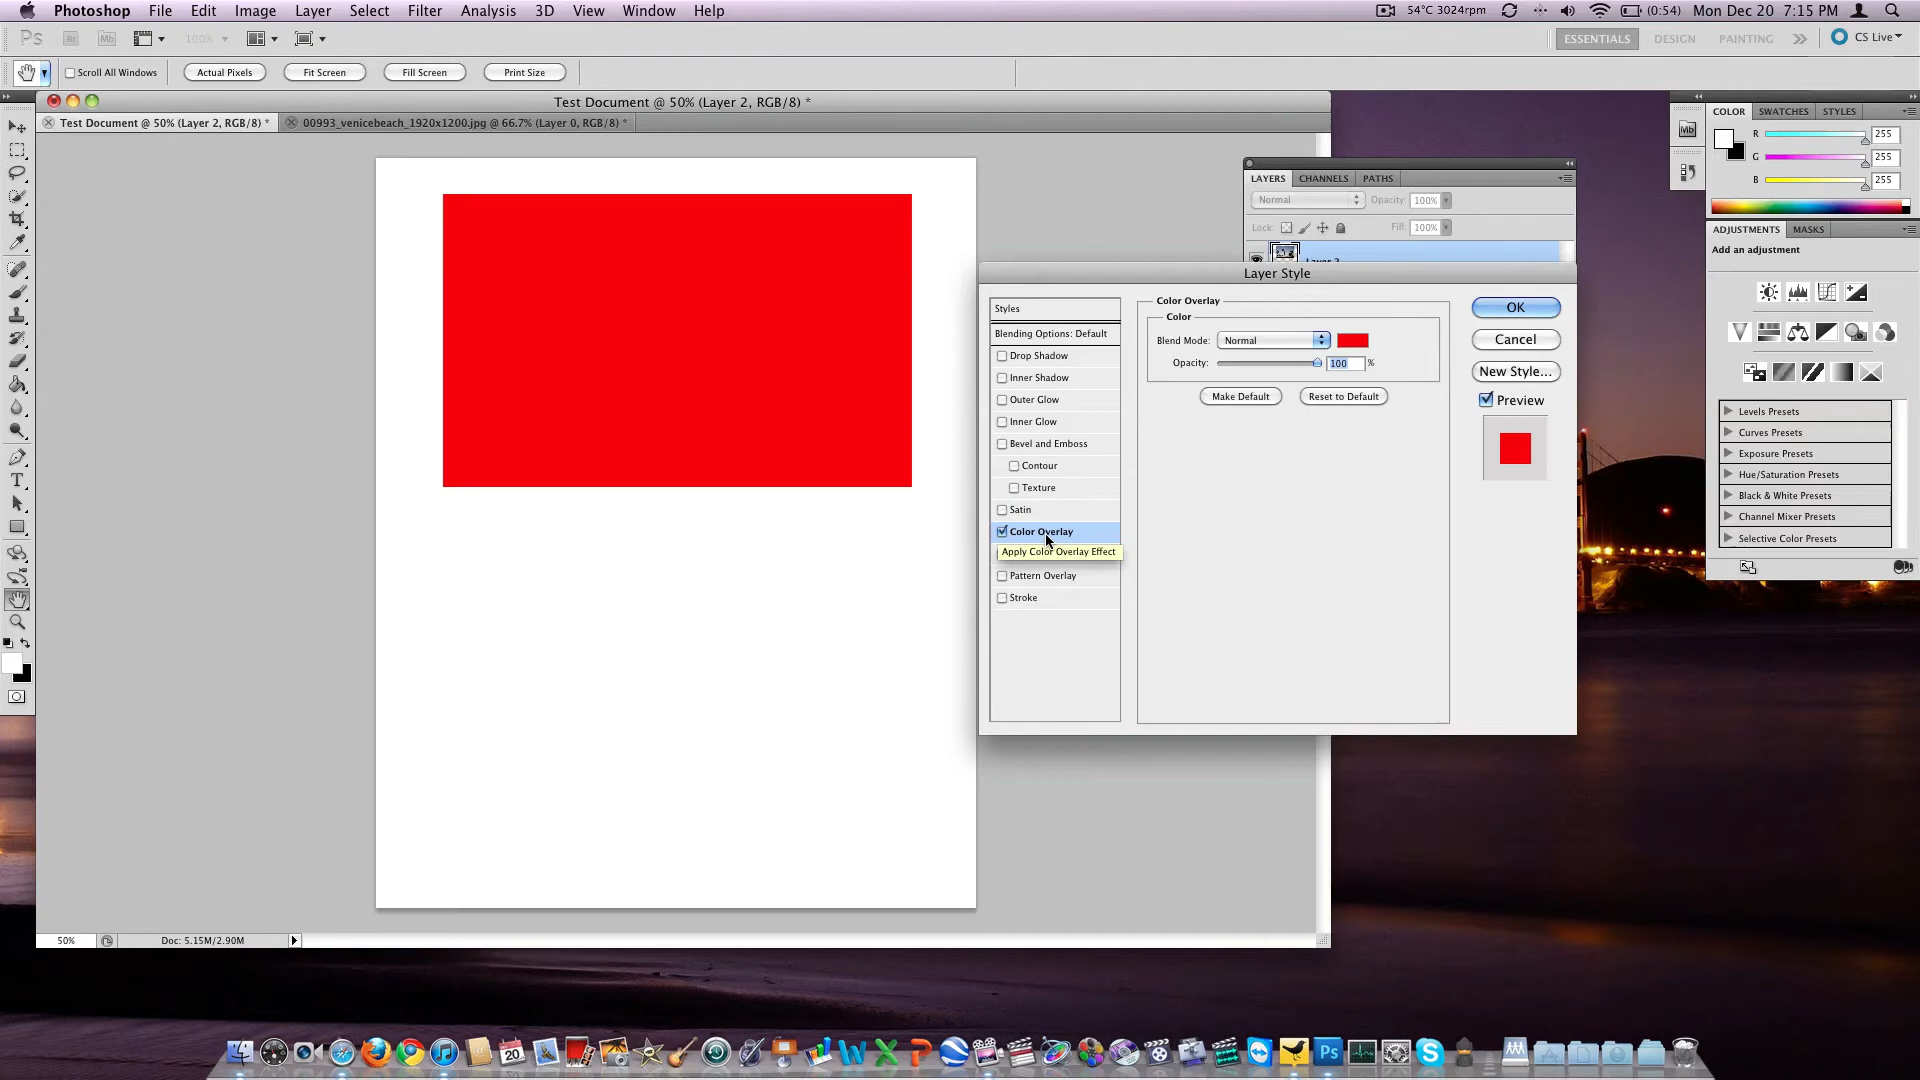 Photoshop File Edit Image Layer Select Filter Analysis 3D View Window Help 54°C 3024rpm (0:54) Mon Dec 20 7:15 PM
Ps Br Mb 100% ESSENTIALS DESIGN PAINTING CS Live
Scroll All Windows Actual Pixels Fit Screen Fill Screen Print Size
Test Document @ 50% (Layer 2, RGB/8) *
Test Document @ 50% (Layer 2, RGB/8) * 00993_venicebeach_1920x1200.jpg @ 66.7% (Layer 0, RGB/8) *
COLOR SWATCHES STYLES
Mb
R 255
G 255
B 255
LAYERS CHANNELS PATHS
Normal Opacity: 100%
Lock: Fill: 100%
ADJUSTMENTS MASKS
Add an adjustment
Levels Presets
Curves Presets
Exposure Presets
Hue/Saturation Presets
Black & White Presets
Channel Mixer Presets
Selective Color Presets
Layer Style
Styles
Blending Options: Default
Drop Shadow
Inner Shadow
Outer Glow
Inner Glow
Bevel and Emboss
Contour
Texture
Satin
Color Overlay
Apply Color Overlay Effect
Pattern Overlay
Stroke
Color Overlay
Color
Blend Mode: Normal
Opacity: 100 %
Make Default Reset to Default
OK
Cancel
New Style...
Preview
T
50% Doc: 5.15M/2.90M
20 W X P Ps S